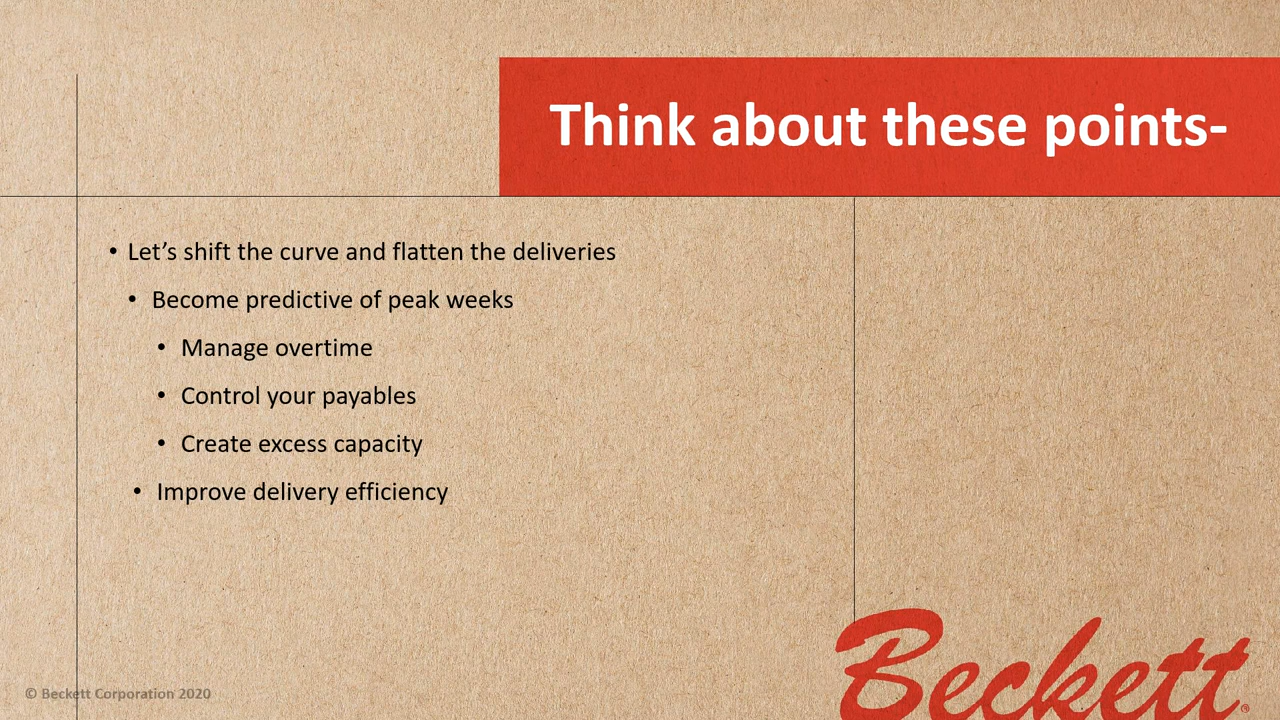 Think about these points-
• Let’s shift the curve and flatten the deliveries
• Become predictive of peak weeks
• Manage overtime
• Control your payables
• Create excess capacity
• Improve delivery efficiency
Beckett®
© Beckett Corporation 2020